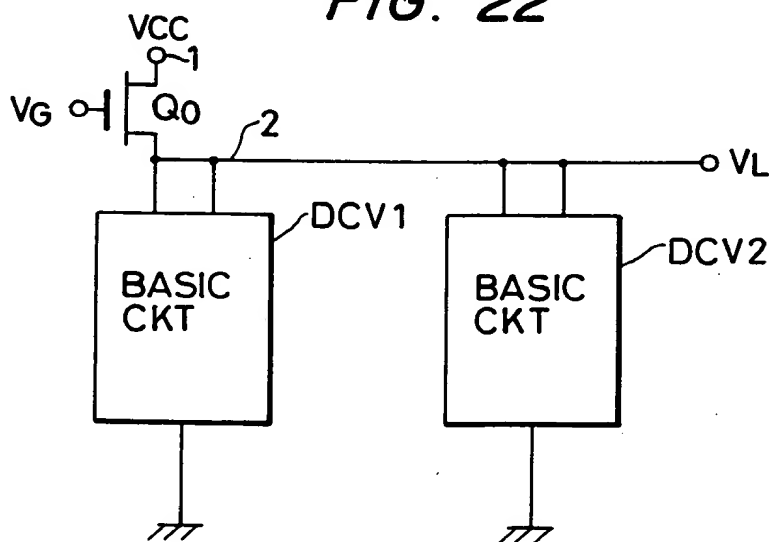 FIG. 22
VCC
1
VG
Q0
2
VL
DCV1
DCV2
BASIC
CKT
BASIC
CKT